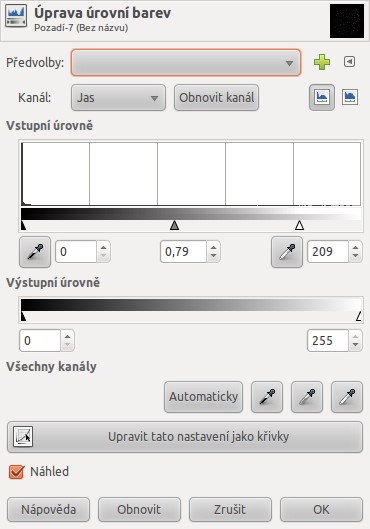 Úprava úrovní barev
Pozadí-7 (Bez názvu)
Předvolby:
Kanál: Jas Obnovit kanál
Vstupní úrovně
0 0,79 209
Výstupní úrovně
0 255
Všechny kanály
Automaticky
Upravit tato nastavení jako křivky
Náhled
Nápověda Obnovit Zrušit OK